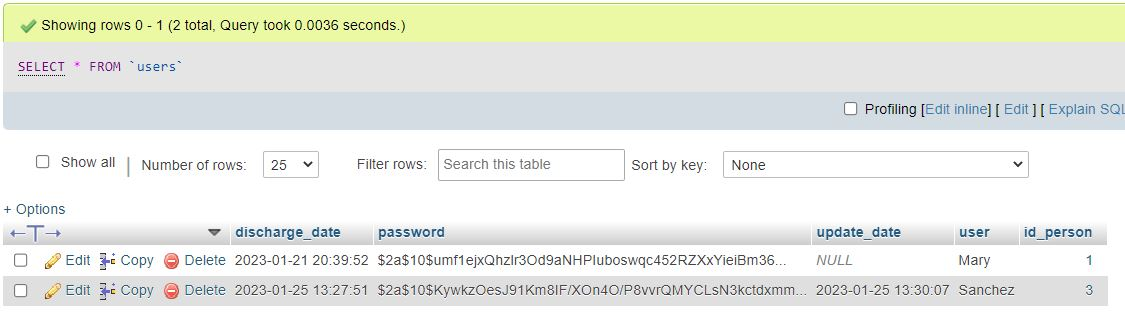 Showing rows 0 - 1 (2 total, Query took 0.0036 seconds.)
SELECT * FROM `users`
Profiling [Edit inline] [ Edit ] [ Explain SQL
Show all | Number of rows: 25 Filter rows: Search this table Sort by key: None
+ Options
←T→ discharge_date password update_date user id_person
Edit Copy Delete 2023-01-21 20:39:52 $2a$10$umf1ejxQhzlr3Od9aNHPIuboswqc452RZXxYieiBm36... NULL Mary 1
Edit Copy Delete 2023-01-25 13:27:51 $2a$10$KywkzOesJ91Km8IF/XOn4O/P8vvrQMYCLsN3kctdxmm... 2023-01-25 13:30:07 Sanchez 3